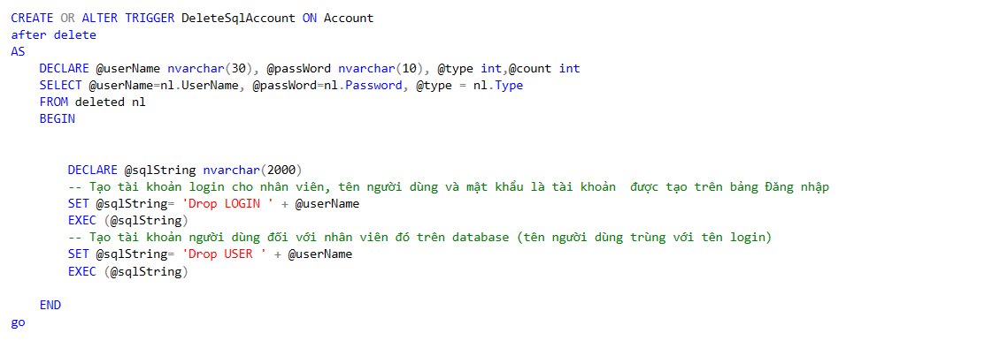 CREATE OR ALTER TRIGGER DeleteSqlAccount ON Account
after delete
AS
    DECLARE @userName nvarchar(30), @passWord nvarchar(10), @type int,@count int
    SELECT @userName=nl.UserName, @passWord=nl.Password, @type = nl.Type
    FROM deleted nl
    BEGIN
        DECLARE @sqlString nvarchar(2000)
        -- Tạo tài khoản login cho nhân viên, tên người dùng và mật khẩu là tài khoản  được tạo trên bảng Đăng nhập
        SET @sqlString= 'Drop LOGIN ' + @userName
        EXEC (@sqlString)
        -- Tạo tài khoản người dùng đối với nhân viên đó trên database (tên người dùng trùng với tên login)
        SET @sqlString= 'Drop USER ' + @userName
        EXEC (@sqlString)
    END
go